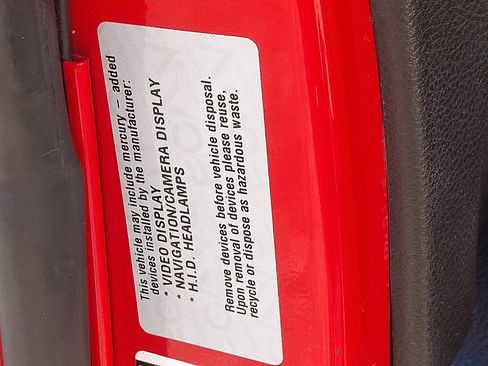 This vehicle may include mercury - added
devices installed by the manufacturer:
* VIDEO DISPLAY
* NAVIGATION/CAMERA DISPLAY
* H.I.D. HEADLAMPS
Remove devices before vehicle disposal.
Upon removal of devices please reuse,
recycle or dispose as hazardous waste.